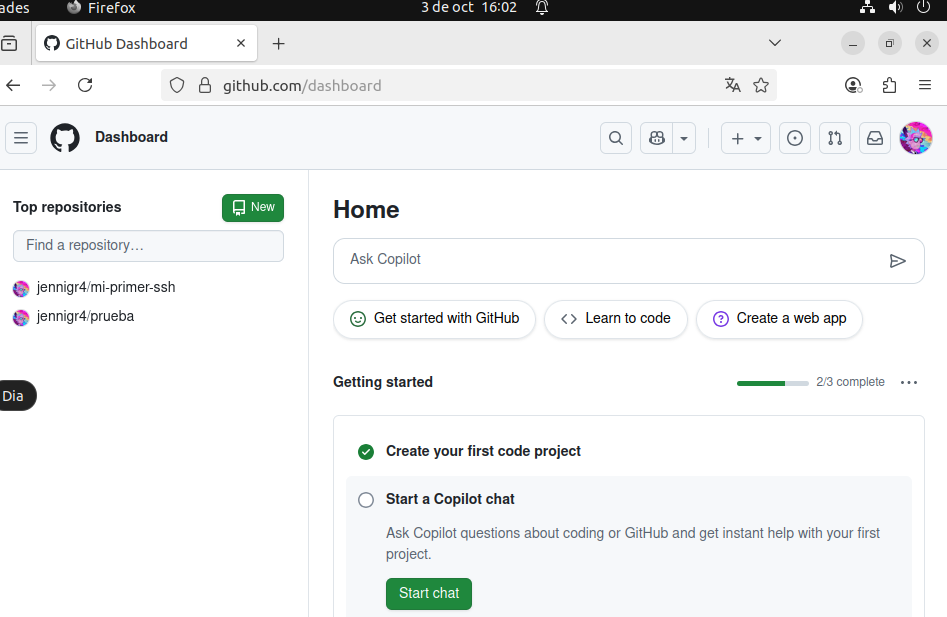 ades Firefox 3 de oct 16:02
GitHub Dashboard
github.com/dashboard
Dashboard
Top repositories
New
Find a repository…
jennigr4/mi-primer-ssh
jennigr4/prueba
Dia
Home
Ask Copilot
Get started with GitHub
Learn to code
Create a web app
Getting started
2/3 complete
Create your first code project
Start a Copilot chat
Ask Copilot questions about coding or GitHub and get instant help with your first
project.
Start chat